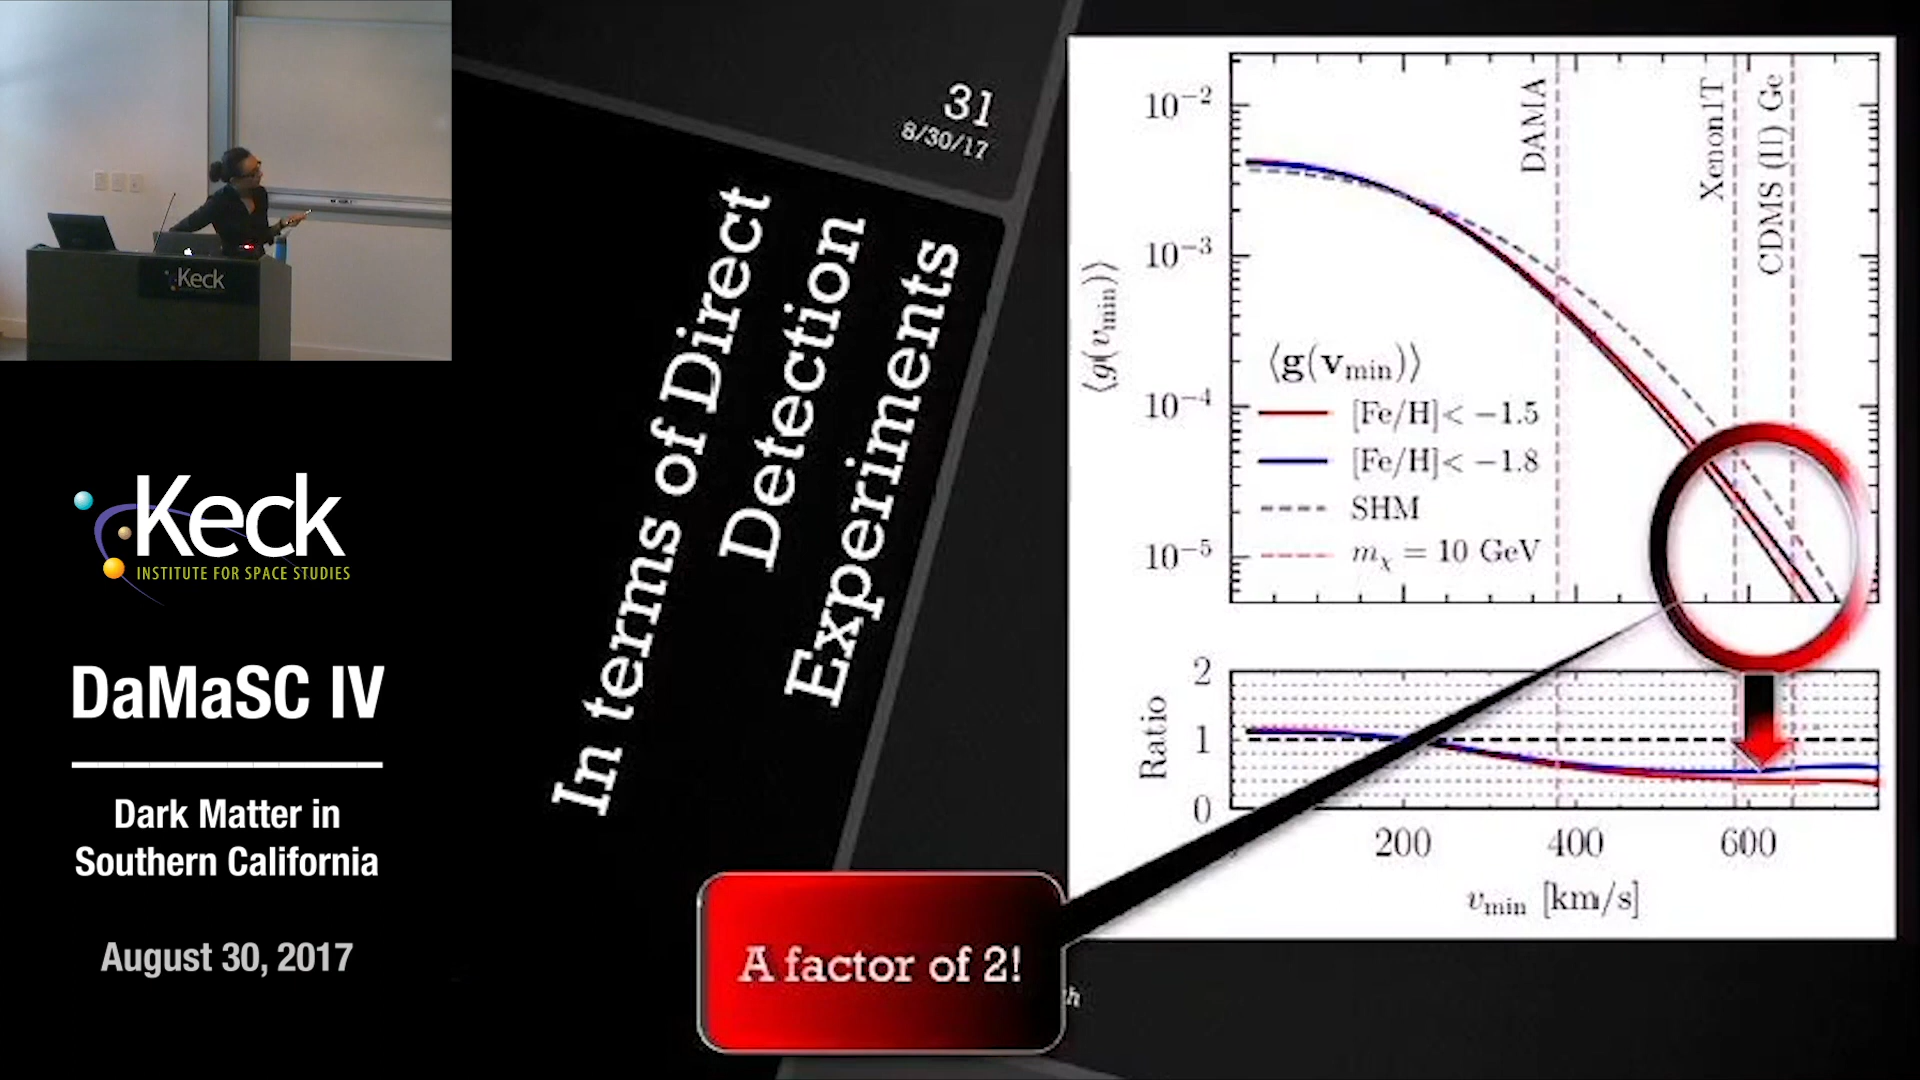 Keck
Keck
INSTITUTE FOR SPACE STUDIES
DaMaSC IV
Dark Matter in
Southern California
August 30, 2017
31
8/30/17
In terms of Direct
Detection
Experiments
A factor of 2!
⟨g(v_min)⟩
10⁻²
10⁻³
10⁻⁴
10⁻⁵
DAMA
Xenon1T
CDMS (II) Ge
⟨g(v_min)⟩
[Fe/H]< −1.5
[Fe/H]< −1.8
SHM
m_χ = 10 GeV
Ratio
2
1
0
200 400 600
v_min [km/s]